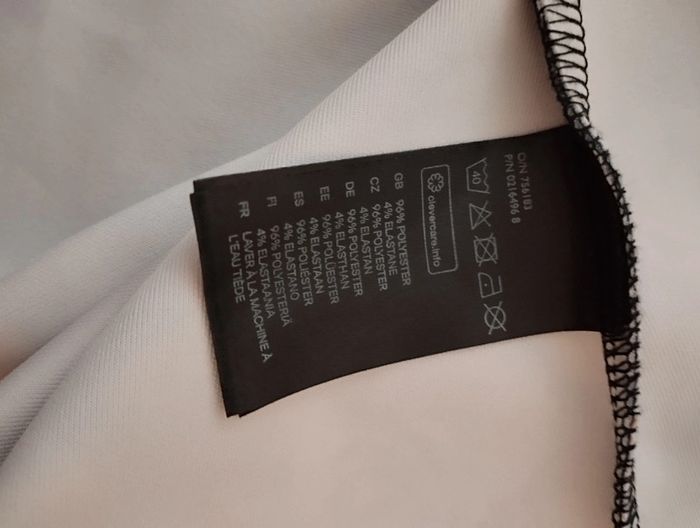 O/N 756183
P/N 0216496 8
40
clevercare.info
GB 96% POLYESTER
4% ELASTANE
CZ 96% POLYESTER
4% ELASTAN
DE 96% POLYESTER
4% ELASTHAN
EE 96% POLÜESTER
4% ELASTAAN
ES 96% POLIÉSTER
4% ELASTANO
FI 96% POLYESTERIÄ
4% ELASTAANIA
FR LAVER À LA MACHINE À
L'EAU TIÈDE